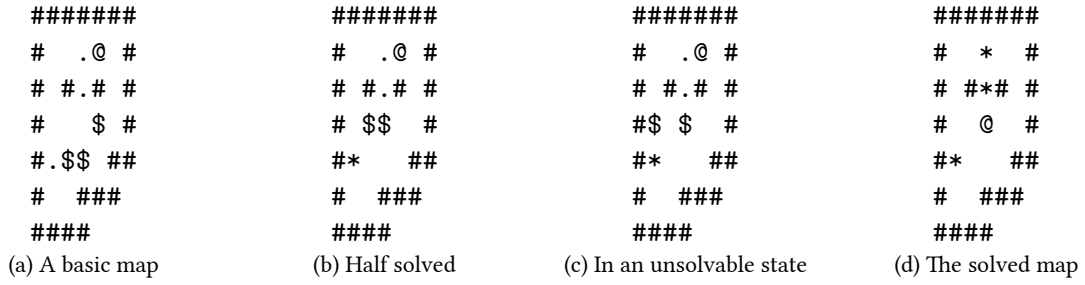 #######
#  .@ #
# #.# #
#   $ #
#.$$ ##
#  ###
####
(a) A basic map
#######
#  .@ #
# #.# #
# $$  #
#*   ##
#  ###
####
(b) Half solved
#######
#  .@ #
# #.# #
#$ $  #
#*   ##
#  ###
####
(c) In an unsolvable state
#######
#  *  #
# #*# #
#  @  #
#*   ##
#  ###
####
(d) The solved map